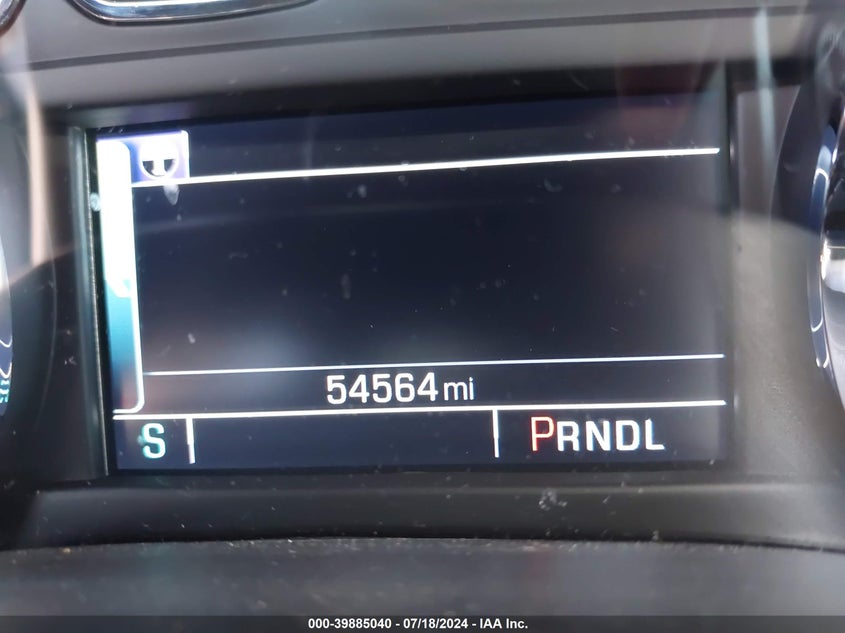 54564 mi
S PRNDL
000-39885040 - 07/18/2024 - IAA Inc.